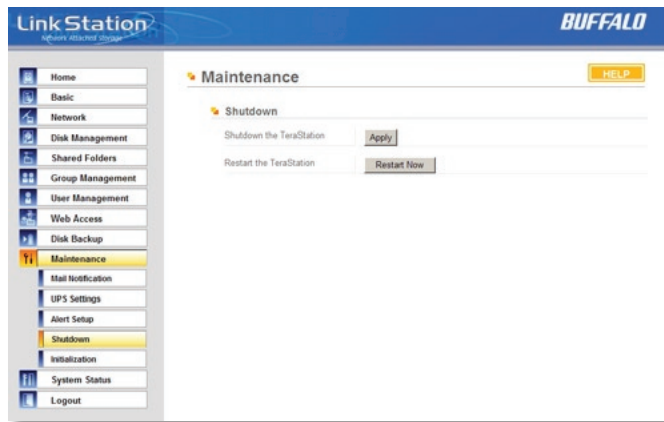 LinkStation
Network Attached Storage
BUFFALO
Home
Basic
Network
Disk Management
Shared Folders
Group Management
User Management
Web Access
Disk Backup
Maintenance
Mail Notification
UPS Settings
Alert Setup
Shutdown
Initialization
System Status
Logout
Maintenance
HELP
Shutdown
Shutdown the TeraStation Apply
Restart the TeraStation Restart Now